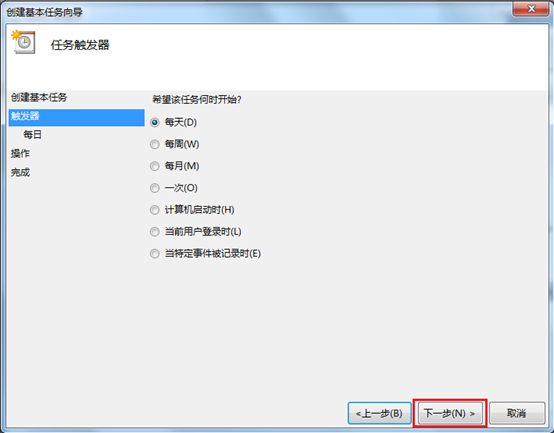 创建基本任务向导
任务触发器
创建基本任务
触发器
每日
操作
完成
希望该任务何时开始?
每天(D)
每周(W)
每月(M)
一次(O)
计算机启动时(H)
当前用户登录时(L)
当特定事件被记录时(E)
<上一步(B)
下一步(N) >
取消